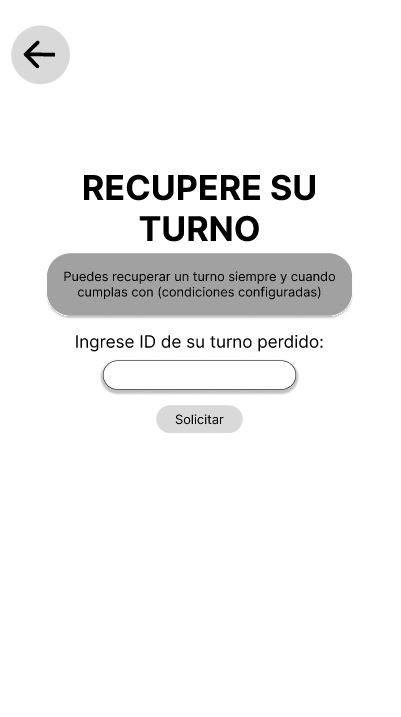 RECUPERE SU
TURNO
Puedes recuperar un turno siempre y cuando
cumplas con (condiciones configuradas)
Ingrese ID de su turno perdido:
Solicitar